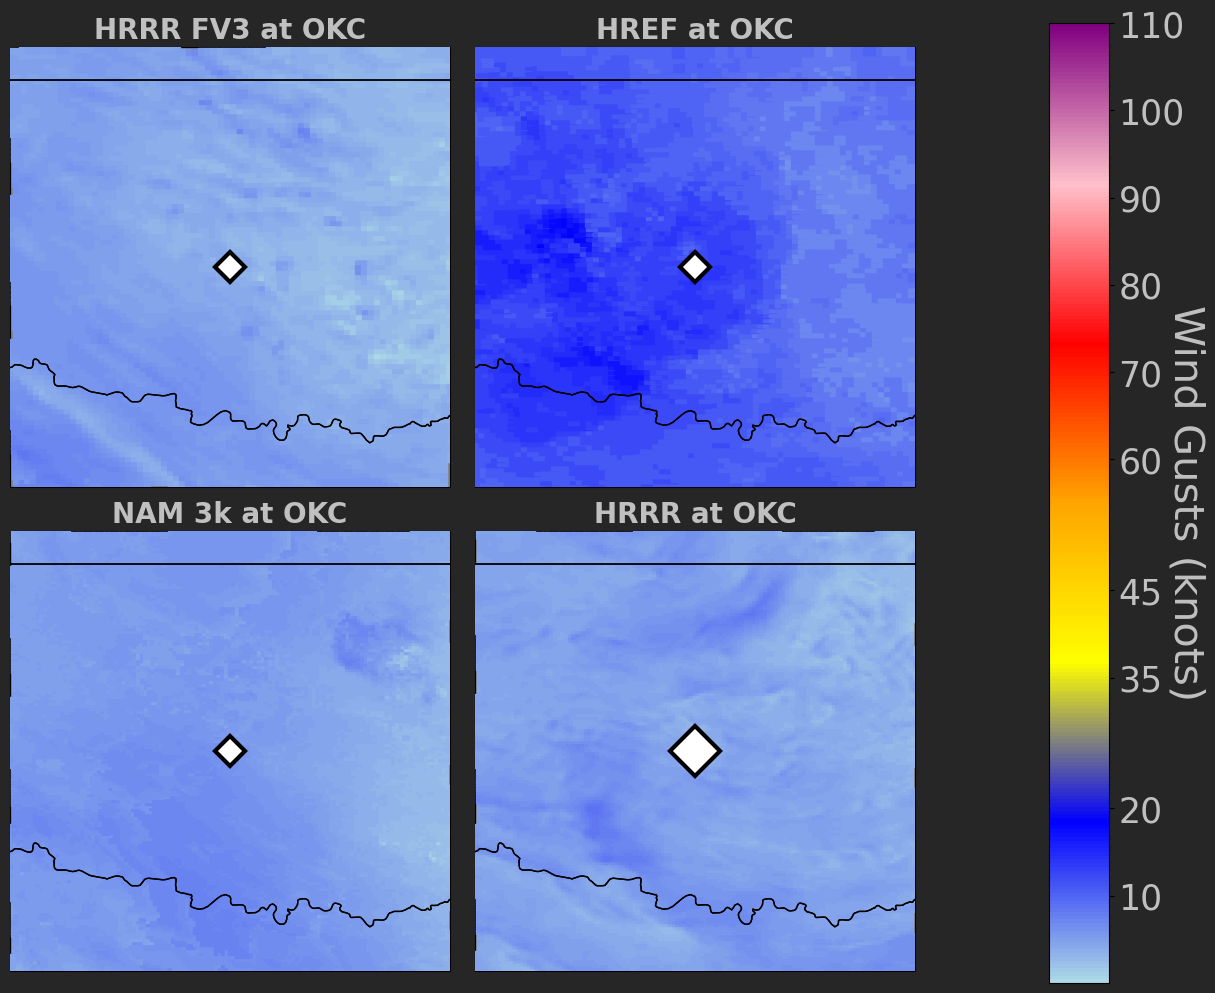 HRRR FV3 at OKC
HREF at OKC
NAM 3k at OKC
HRRR at OKC
110
100
90
80
70
60
45
35
20
10
Wind Gusts (knots)